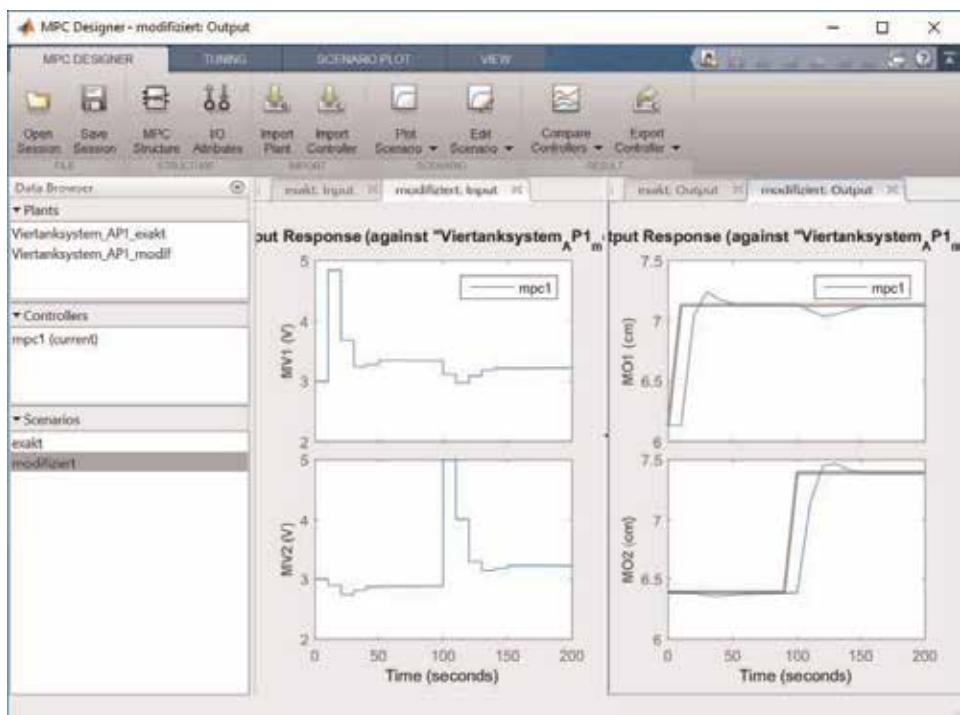 MPC Designer - modifiziert: Output
MPC DESIGNER
TUNING
SCENARIO PLOT
VIEW
Open Session
Save Session
MPC Structure
I/O Attributes
Import Plant
Import Controller
Plot Scenario
Edit Scenario
Compare Controllers
Export Controller
FILE
STRUCTURE
IMPORT
SCENARIO
RESULT
Data Browser
Plants
Viertanksystem_AP1_exakt
Viertanksystem_AP1_modif
Controllers
mpc1 (current)
Scenarios
exakt
modifiziert
exakt: Input
modifiziert: Input
put Response (against "Viertanksystem_AP1_m
5
4
3
2
MV1 (V)
mpc1
5
4
3
2
MV2 (V)
0 50 100 150 200
Time (seconds)
exakt: Output
modifiziert: Output
tput Response (against "Viertanksystem_AP1_m
7.5
7
6.5
6
MO1 (cm)
mpc1
7.5
7
6.5
6
MO2 (cm)
0 50 100 150 200
Time (seconds)